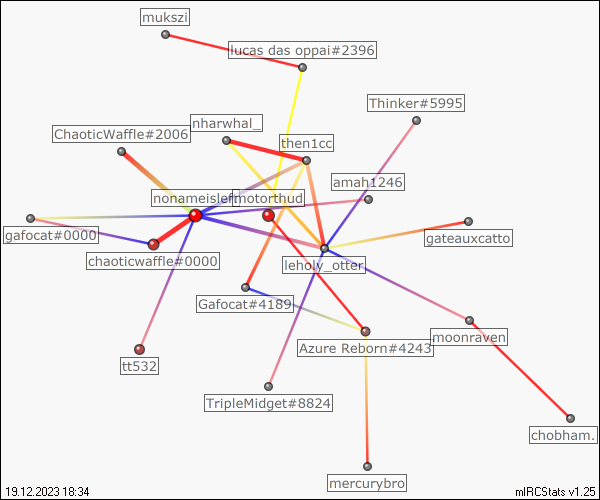 mukszi
lucas das oppai#2396
Thinker#5995
nharwhal_
ChaoticWaffle#2006
then1cc
amah1246
nonameisleft
motorthud
gafocat#0000
gateauxcatto
chaoticwaffle#0000
leholy_otter
Gafocat#4189
moonraven
Azure Reborn#4243
tt532
TripleMidget#8824
chobham.
mercurybro
19.12.2023 18:34
mIRCStats v1.25